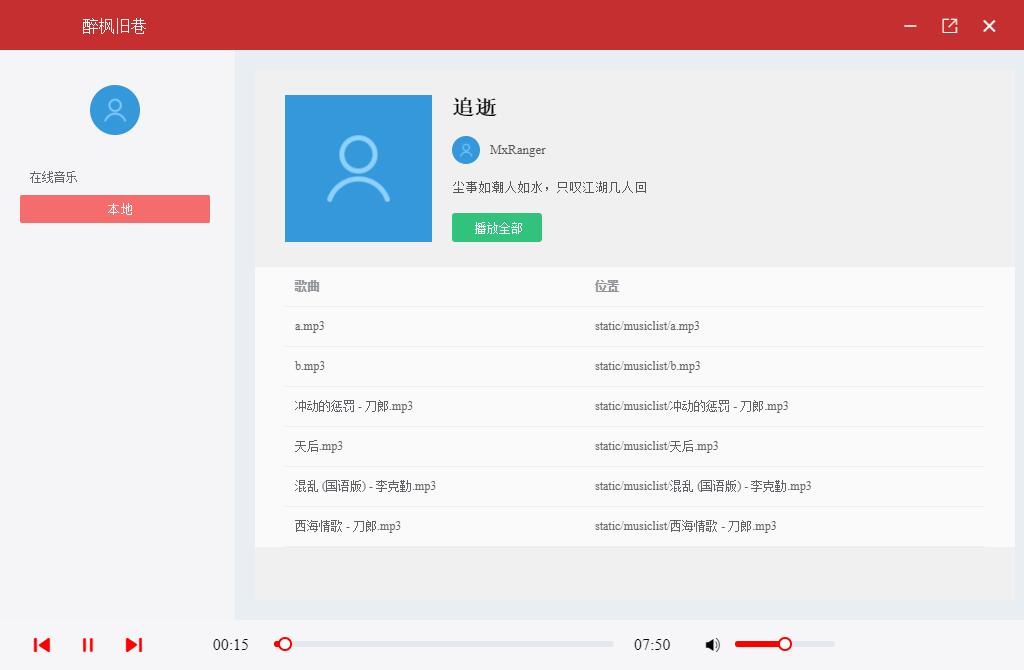 醉枫旧巷
在线音乐
本地
追逝
MxRanger
尘事如潮人如水，只叹江湖几人回
播放全部
歌曲 位置
a.mp3 static/musiclist/a.mp3
b.mp3 static/musiclist/b.mp3
冲动的惩罚 - 刀郎.mp3 static/musiclist/冲动的惩罚 - 刀郎.mp3
天后.mp3 static/musiclist/天后.mp3
混乱 (国语版) - 李克勤.mp3 static/musiclist/混乱 (国语版) - 李克勤.mp3
西海情歌 - 刀郎.mp3 static/musiclist/西海情歌 - 刀郎.mp3
00:15 07:50